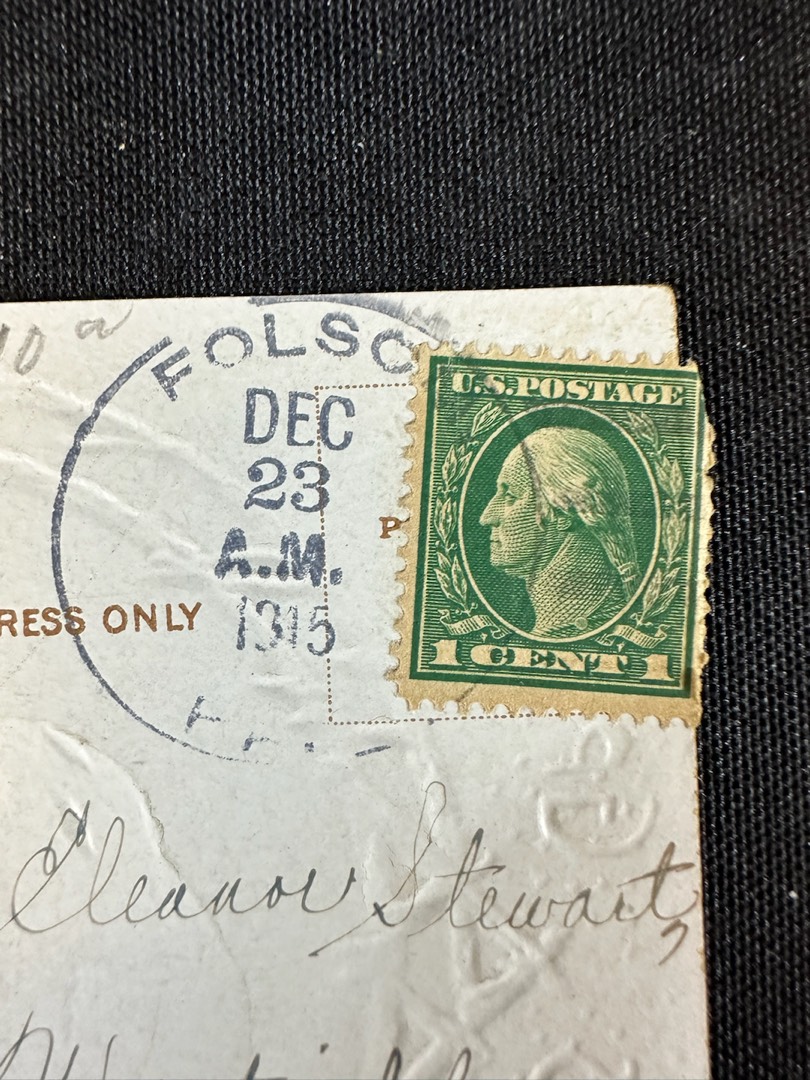 FOLSO
DEC
23
A.M.
1915
U.S. POSTAGE
1 CENT 1
P
RESS ONLY
Eleanor Stewart,